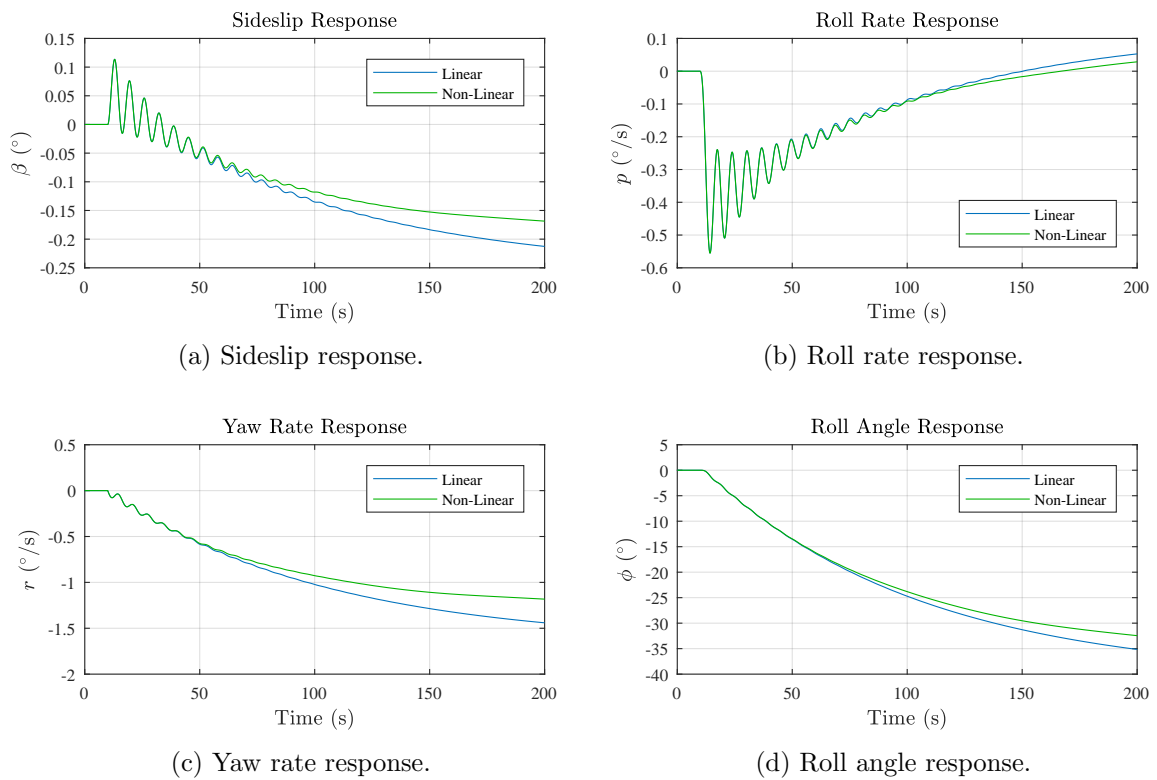 Sideslip Response
0.15
0.1
0.05
0
-0.05
-0.1
-0.15
-0.2
-0.25
β (°)
Linear
Non-Linear
0 50 100 150 200
Time (s)
(a) Sideslip response.
Roll Rate Response
0.1
0
-0.1
-0.2
-0.3
-0.4
-0.5
-0.6
p (°/s)
Linear
Non-Linear
0 50 100 150 200
Time (s)
(b) Roll rate response.
Yaw Rate Response
0.5
0
-0.5
-1
-1.5
-2
r (°/s)
Linear
Non-Linear
0 50 100 150 200
Time (s)
(c) Yaw rate response.
Roll Angle Response
5
0
-5
-10
-15
-20
-25
-30
-35
-40
ϕ (°)
Linear
Non-Linear
0 50 100 150 200
Time (s)
(d) Roll angle response.